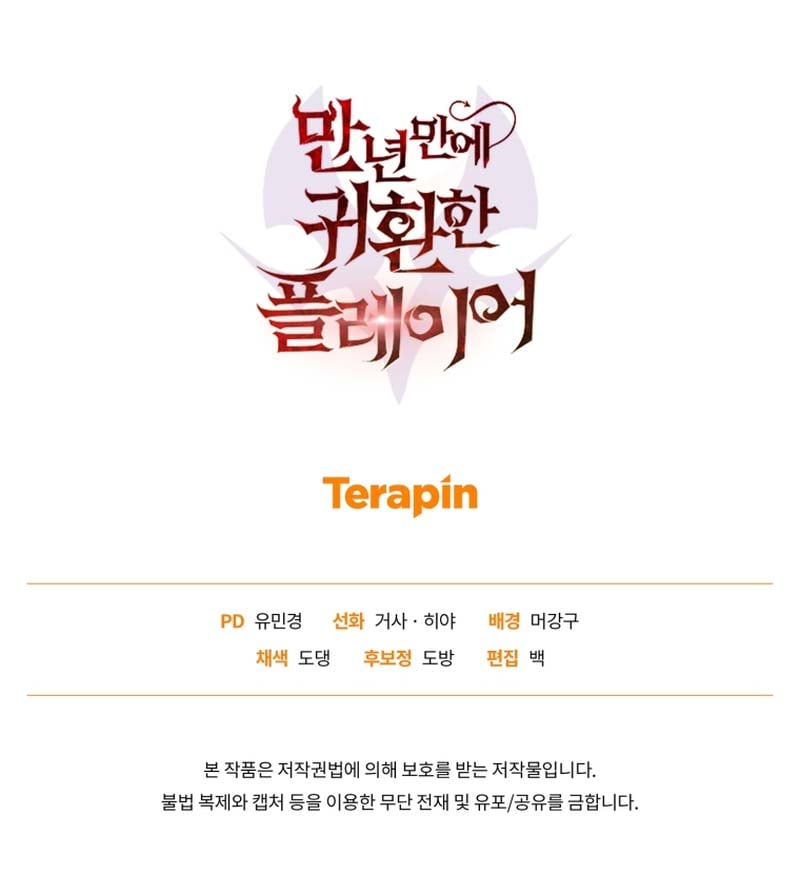 만 년 만에
귀환한
플레이어
Terapin
PD 유민경 선화 거사 · 히야 배경 머강구
채색 도댕 후보정 도방 편집 백
본 작품은 저작권법에 의해 보호를 받는 저작물입니다.
불법 복제와 캡처 등을 이용한 무단 전재 및 유포/공유를 금합니다.